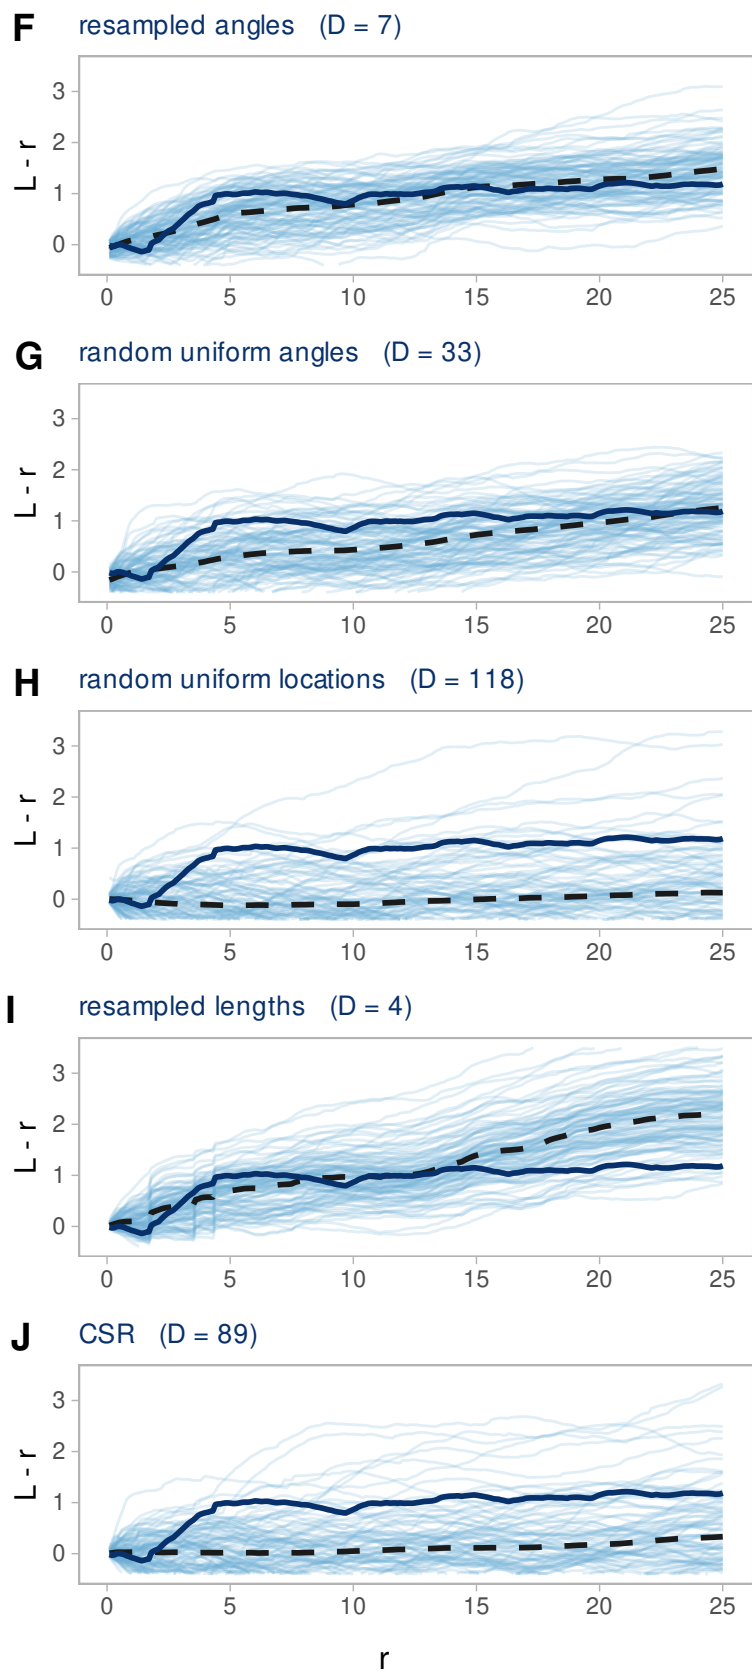 F resampled angles (D = 7)
3
2
1
0
L - r
0 5 10 15 20 25
G random uniform angles (D = 33)
3
2
1
0
L - r
0 5 10 15 20 25
H random uniform locations (D = 118)
3
2
1
0
L - r
0 5 10 15 20 25
I resampled lengths (D = 4)
3
2
1
0
L - r
0 5 10 15 20 25
J CSR (D = 89)
3
2
1
0
L - r
0 5 10 15 20 25
r